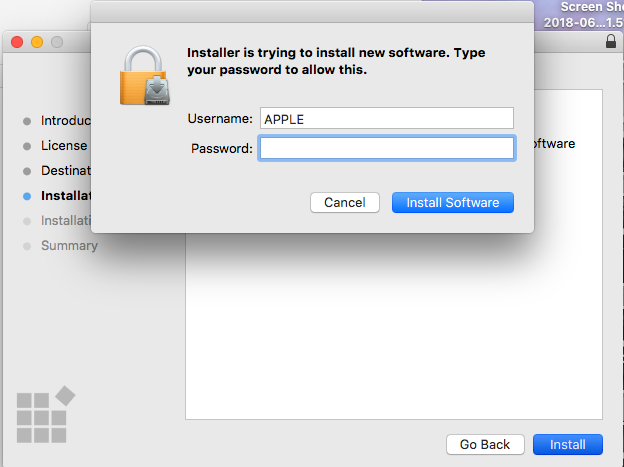 Screen Sho
2018-06...1.5
Installer is trying to install new software. Type
your password to allow this.
Username: APPLE
Password:
Cancel
Install Software
Introduc
License
Destinat
Installat
Installati
Summary
oftware
Go Back
Install